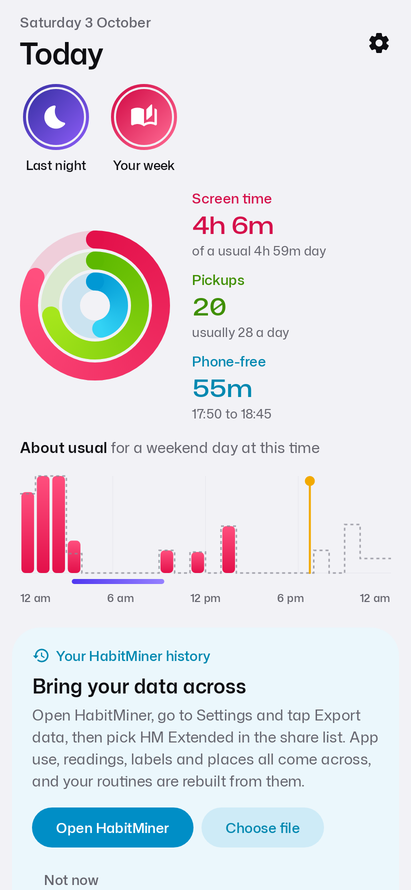 Saturday 3 October
Today
Last night
Your week
Screen time
4h 6m
of a usual 4h 59m day
Pickups
20
usually 28 a day
Phone-free
55m
17:50 to 18:45
About usual for a weekend day at this time
12 am 6 am 12 pm 6 pm 12 am
Your HabitMiner history
Bring your data across
Open HabitMiner, go to Settings and tap Export
data, then pick HM Extended in the share list. App
use, readings, labels and places all come across,
and your routines are rebuilt from them.
Open HabitMiner
Choose file
Not now